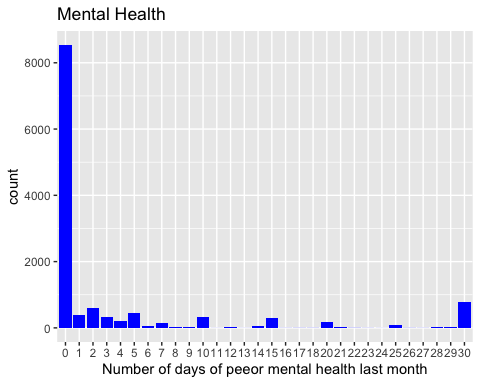 Mental Health
8000
6000
4000
2000
0
count
0 1 2 3 4 5 6 7 8 9 10 11 12 13 14 15 16 17 18 19 20 21 22 23 24 25 26 27 28 29 30
Number of days of peeor mental health last month